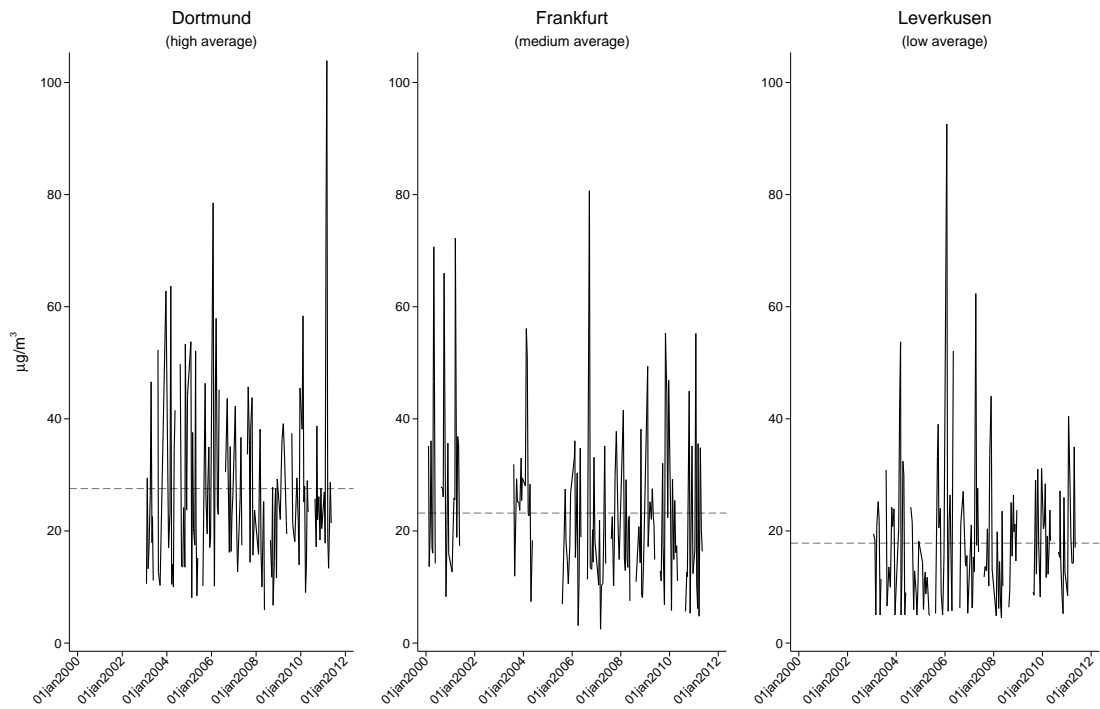 Dortmund
(high average)
Frankfurt
(medium average)
Leverkusen
(low average)
µg/m³
100
80
60
40
20
0
01jan2000
01jan2002
01jan2004
01jan2006
01jan2008
01jan2010
01jan2012
100
80
60
40
20
0
01jan2000
01jan2002
01jan2004
01jan2006
01jan2008
01jan2010
01jan2012
100
80
60
40
20
0
01jan2000
01jan2002
01jan2004
01jan2006
01jan2008
01jan2010
01jan2012